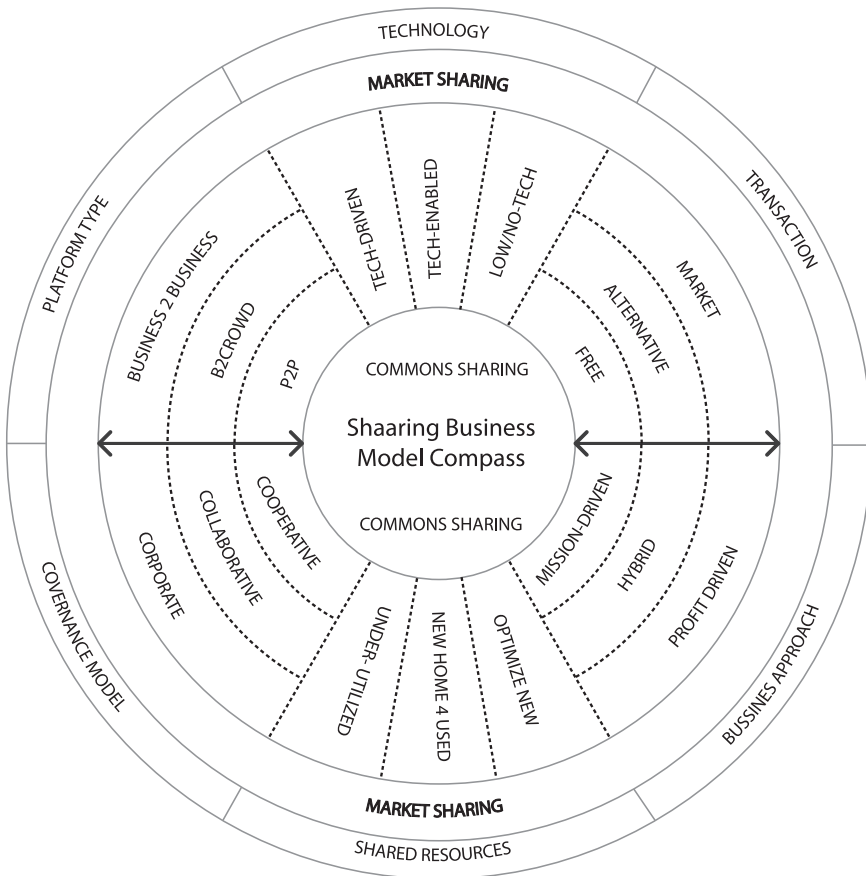 TECHNOLOGY
MARKET SHARING
PLATFORM TYPE
TRANSACTION
TECH-DRIVEN
TECH-ENABLED
LOW/NO-TECH
BUSINESS 2 BUSINESS
B2CROWD
P2P
FREE
ALTERNATIVE
MARKET
COMMONS SHARING
Shaaring Business
Model Compass
COMMONS SHARING
CORPORATE
COLLABORATIVE
COOPERATIVE
MISSION-DRIVEN
HYBRID
PROFIT DRIVEN
COVERNANCE MODEL
BUSSINES APPROACH
UNDER- UTILIZED
NEW HOME 4 USED
OPTIMIZE NEW
MARKET SHARING
SHARED RESOURCES